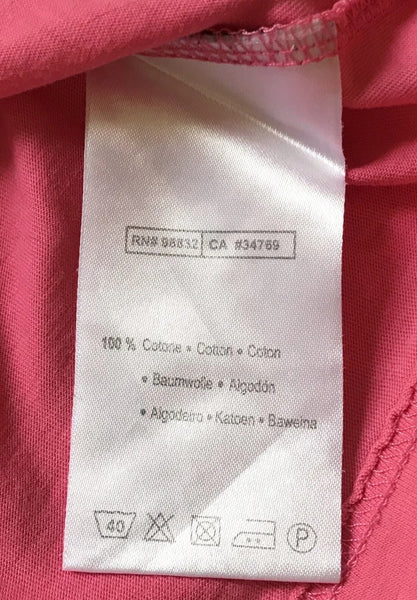 RN# 98832 CA #34769
100 % Cotone • Cotton • Coton
• Baumwolle • Algodón
• Algodeiro • Katoen • Bawełna
40 P